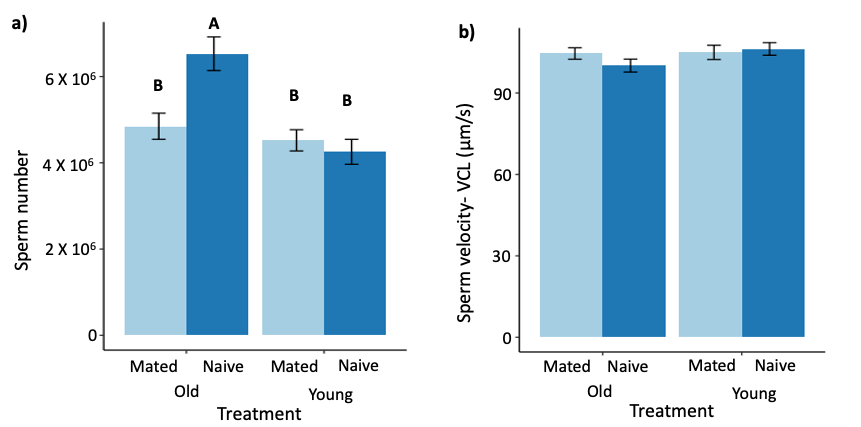 a)
A
B
B
B
6 X 10⁶
4 X 10⁶
2 X 10⁶
0
Sperm number
Mated Naive Mated Naive
Old Young
Treatment
b)
90
60
30
0
Sperm velocity- VCL (µm/s)
Mated Naive Mated Naive
Old Young
Treatment